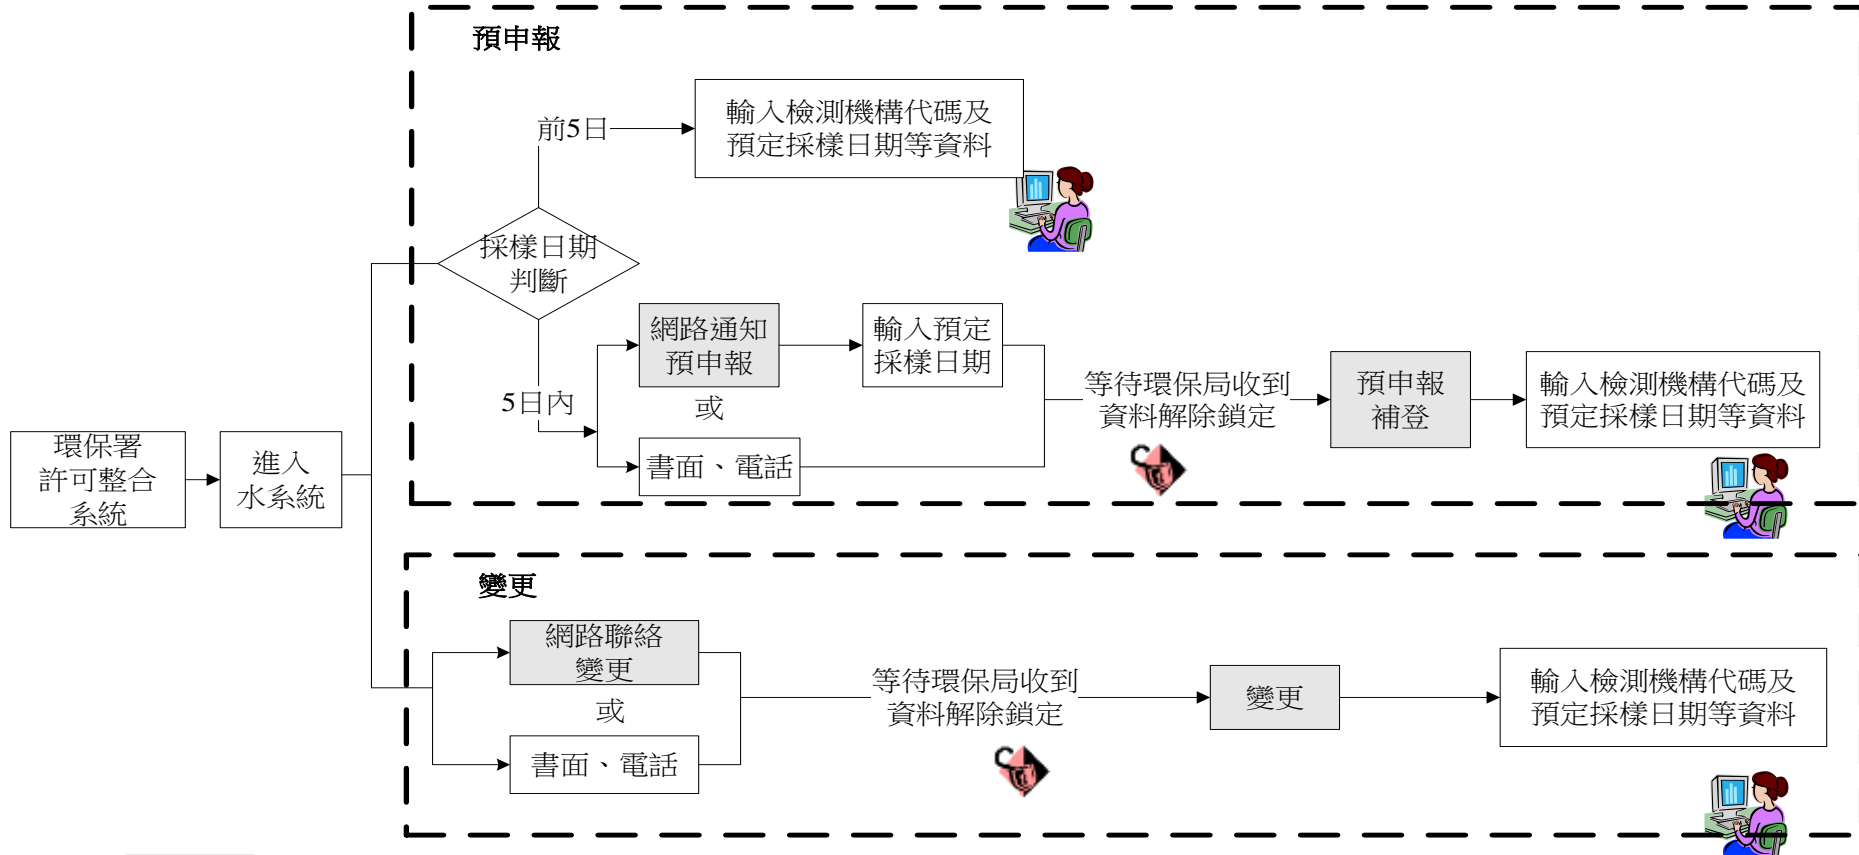 預申報
前5日
輸入檢測機構代碼及
預定採樣日期等資料
採樣日期
判斷
5日內
網路通知
預申報
或
書面、電話
輸入預定
採樣日期
等待環保局收到
資料解除鎖定
預申報
補登
輸入檢測機構代碼及
預定採樣日期等資料
環保署
許可整合
系統
進入
水系統
變更
網路聯絡
變更
或
書面、電話
等待環保局收到
資料解除鎖定
變更
輸入檢測機構代碼及
預定採樣日期等資料